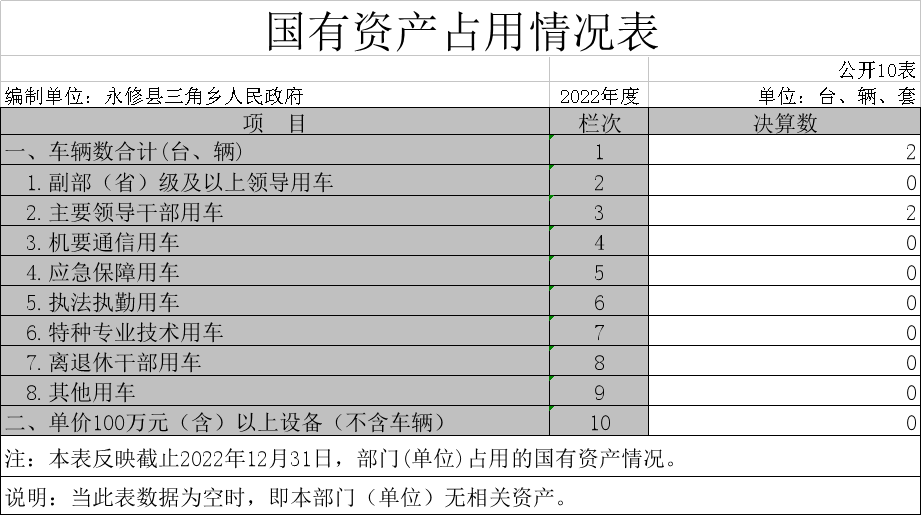 国有资产占用情况表
公开10表
编制单位：永修县三角乡人民政府 2022年度 单位：台、辆、套
项 目 栏次 决算数
一、车辆数合计(台、辆) 1 2
1.副部（省）级及以上领导用车 2 0
2.主要领导干部用车 3 2
3.机要通信用车 4 0
4.应急保障用车 5 0
5.执法执勤用车 6 0
6.特种专业技术用车 7 0
7.离退休干部用车 8 0
8.其他用车 9 0
二、单价100万元（含）以上设备（不含车辆） 10 0
注：本表反映截止2022年12月31日，部门(单位)占用的国有资产情况。
说明：当此表数据为空时，即本部门（单位）无相关资产。